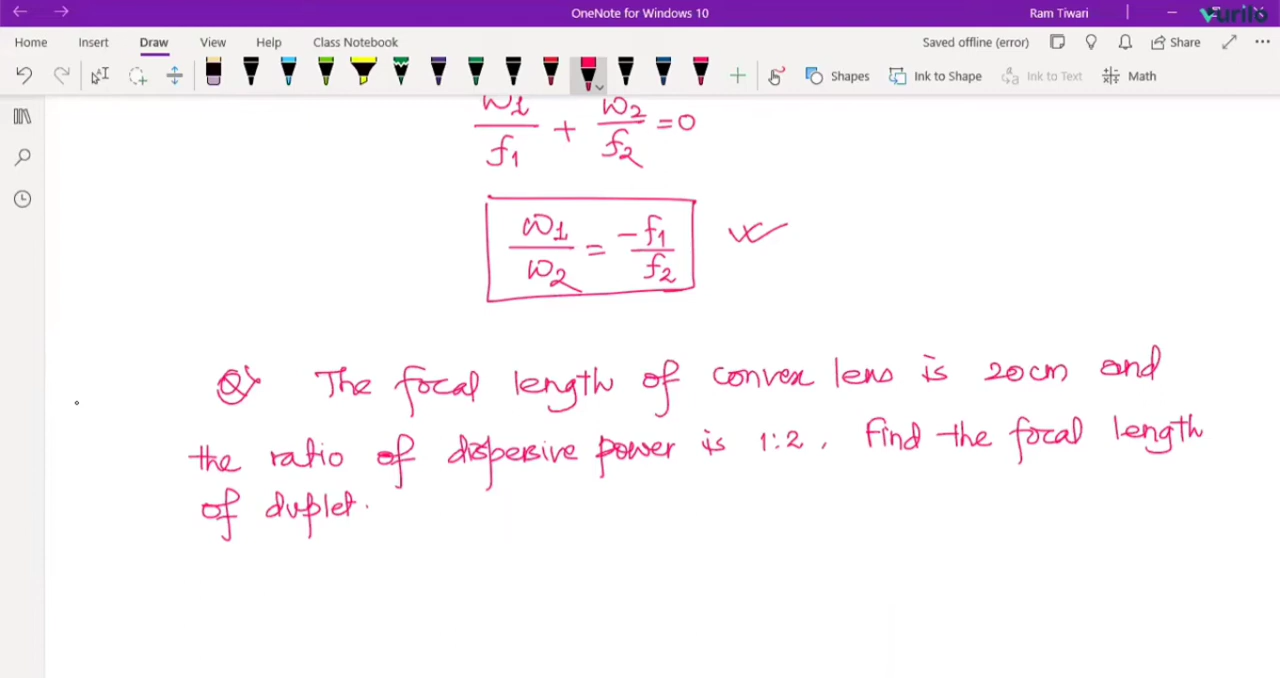 OneNote for Windows 10
Ram Tiwari
Vurilo
Home Insert Draw View Help Class Notebook
Saved offline (error) Share
Shapes Ink to Shape Ink to Text Math
ω1/f1 + ω2/f2 = 0
ω1/ω2 = -f1/f2
Q) The focal length of convex lens is 20cm and
the ratio of dispersive power is 1:2. Find the focal length
of duplet.